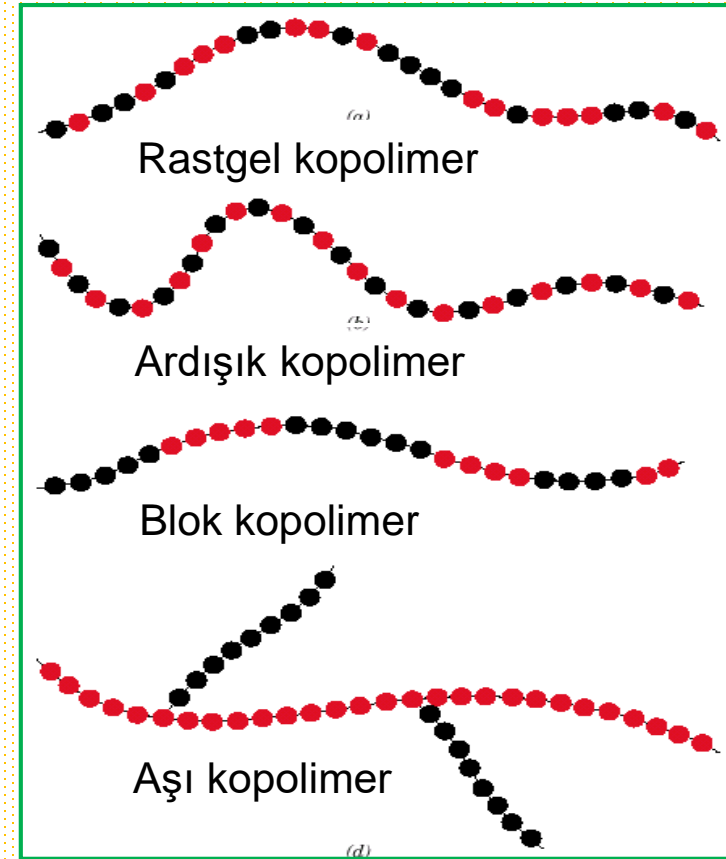 (a)
Rastgel kopolimer
(b)
Ardışık kopolimer
Blok kopolimer
Aşı kopolimer
(d)